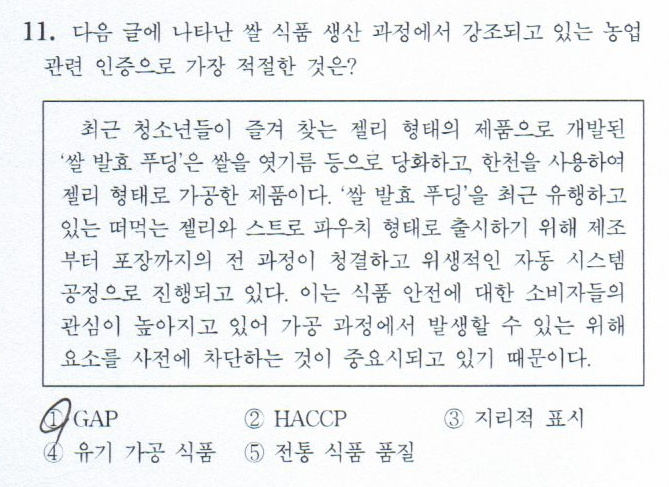 11. 다음 글에 나타난 쌀 식품 생산 과정에서 강조되고 있는 농업
관련 인증으로 가장 적절한 것은?
최근 청소년들이 즐겨 찾는 젤리 형태의 제품으로 개발된
‘쌀 발효 푸딩’은 쌀을 엿기름 등으로 당화하고, 한천을 사용하여
젤리 형태로 가공한 제품이다. ‘쌀 발효 푸딩’을 최근 유행하고
있는 떠먹는 젤리와 스트로 파우치 형태로 출시하기 위해 제조
부터 포장까지의 전 과정이 청결하고 위생적인 자동 시스템
공정으로 진행되고 있다. 이는 식품 안전에 대한 소비자들의
관심이 높아지고 있어 가공 과정에서 발생할 수 있는 위해
요소를 사전에 차단하는 것이 중요시되고 있기 때문이다.
① GAP ② HACCP ③ 지리적 표시
④ 유기 가공 식품 ⑤ 전통 식품 품질